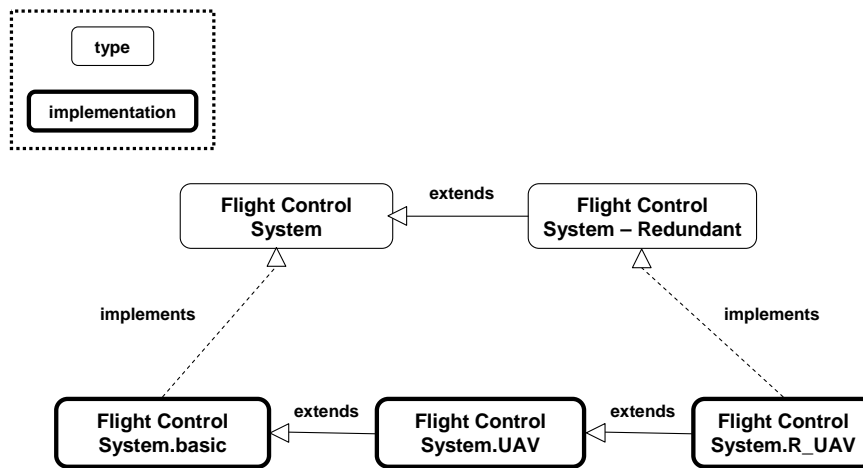 type
implementation
Flight Control
System
extends
Flight Control
System – Redundant
implements
implements
Flight Control
System.basic
extends
Flight Control
System.UAV
extends
Flight Control
System.R_UAV